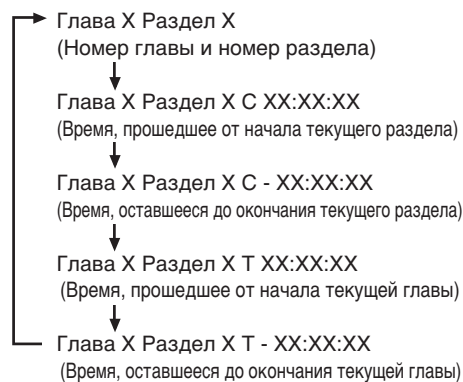 Глава X Раздел X
(Номер главы и номер раздела)
Глава X Раздел X C XX:XX:XX
(Время, прошедшее от начала текущего раздела)
Глава X Раздел X C - XX:XX:XX
(Время, оставшееся до окончания текущего раздела)
Глава X Раздел X T XX:XX:XX
(Время, прошедшее от начала текущей главы)
Глава X Раздел X T - XX:XX:XX
(Время, оставшееся до окончания текущей главы)